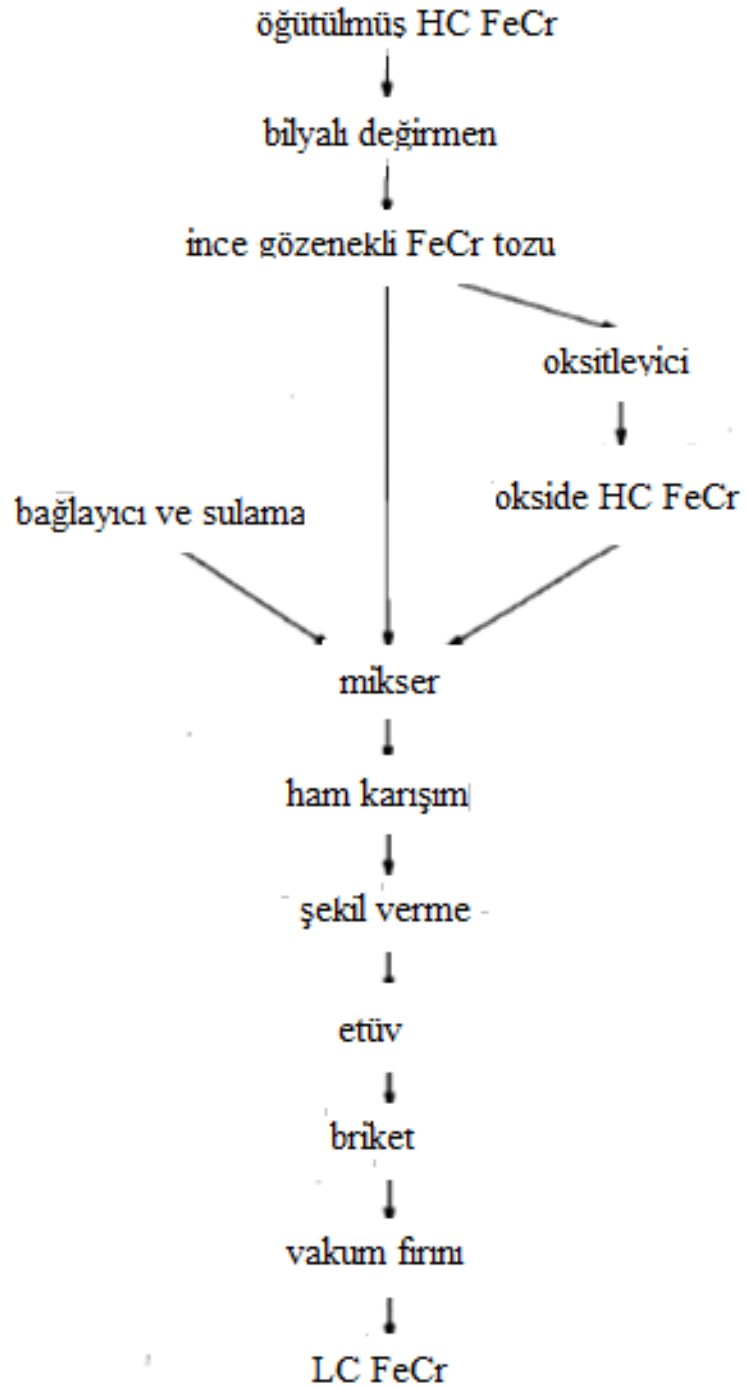 öğütülmüş HC FeCr
bilyalı değirmen
ince gözenekli FeCr tozu
oksitleyici
okside HC FeCr
bağlayıcı ve sulama
mikser
ham karışım
şekil verme
etüv
briket
vakum fırını
LC FeCr